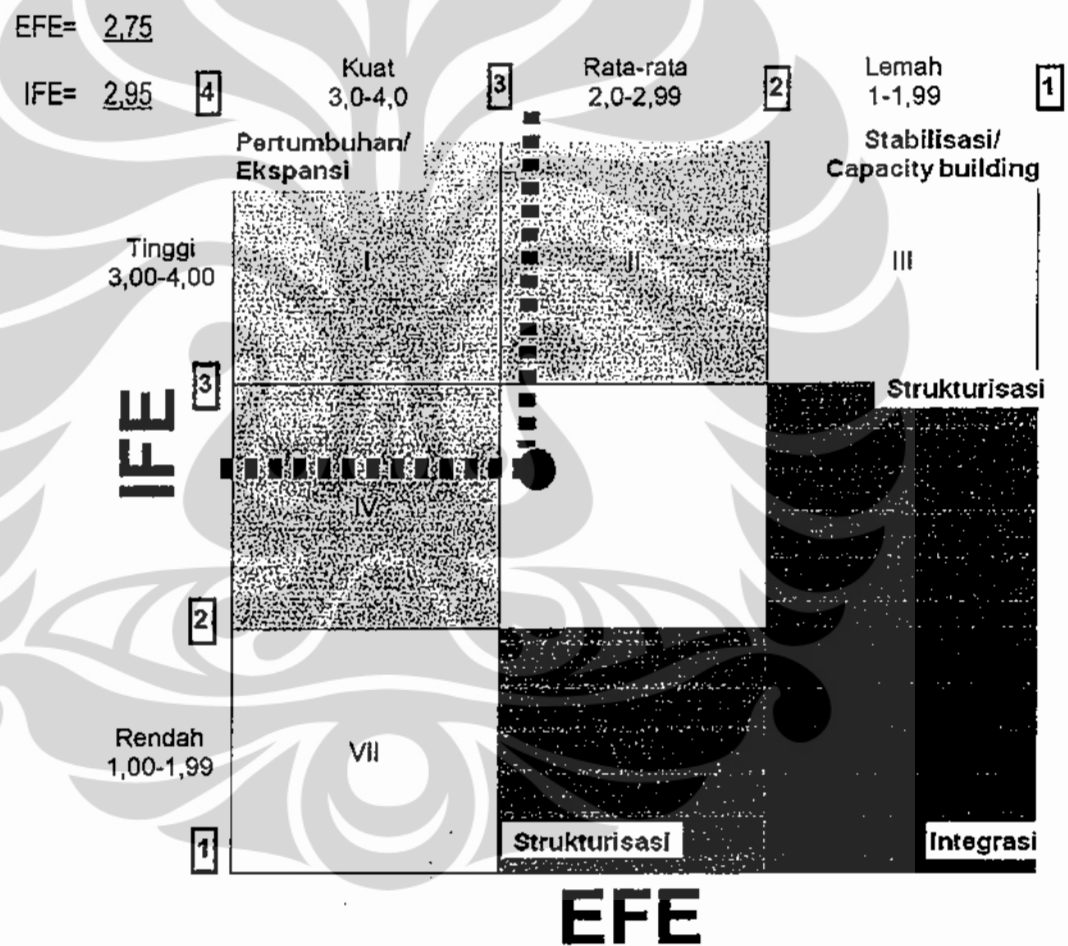 EFE= 2,75
IFE= 2,95
4
Kuat
3,0-4,0
3
Rata-rata
2,0-2,99
2
Lemah
1-1,99
1
Pertumbuhan/
Ekspansi
Stabilisasi/
Capacity building
Tinggi
3,00-4,00
I
II
III
3
Strukturisasi
IFE
IV
2
Rendah
1,00-1,99
VII
1
Strukturisasi
Integrasi
EFE